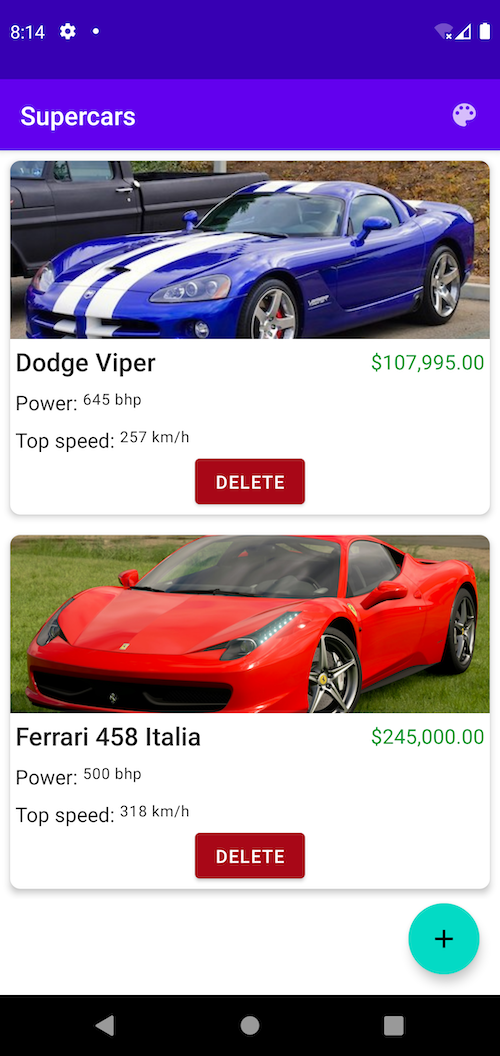 8:14
Supercars
VIPER
Dodge Viper $107,995.00
Power: 645 bhp
Top speed: 257 km/h
DELETE
Ferrari 458 Italia $245,000.00
Power: 500 bhp
Top speed: 318 km/h
DELETE